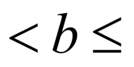 < b ≤